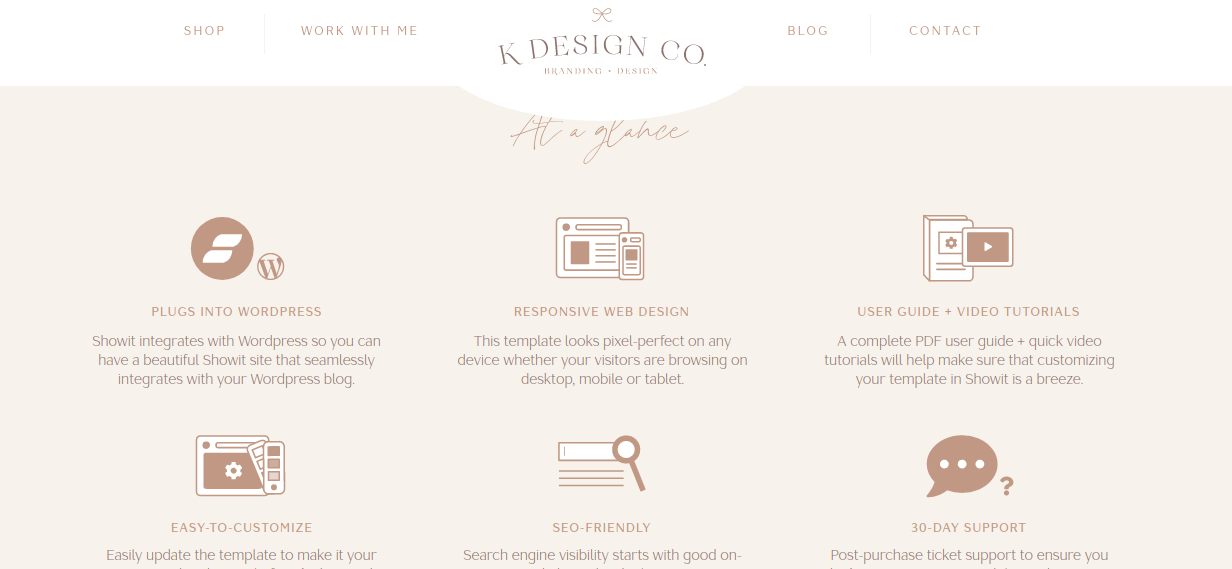 SHOP
WORK WITH ME
K DESIGN CO.
BRANDING • DESIGN
BLOG
CONTACT
At a glance
PLUGS INTO WORDPRESS
Showit integrates with Wordpress so you can
have a beautiful Showit site that seamlessly
integrates with your Wordpress blog.
RESPONSIVE WEB DESIGN
This template looks pixel-perfect on any
device whether your visitors are browsing on
desktop, mobile or tablet.
USER GUIDE + VIDEO TUTORIALS
A complete PDF user guide + quick video
tutorials will help make sure that customizing
your template in Showit is a breeze.
EASY-TO-CUSTOMIZE
Easily update the template to make it your
SEO-FRIENDLY
Search engine visibility starts with good on-
30-DAY SUPPORT
Post-purchase ticket support to ensure you